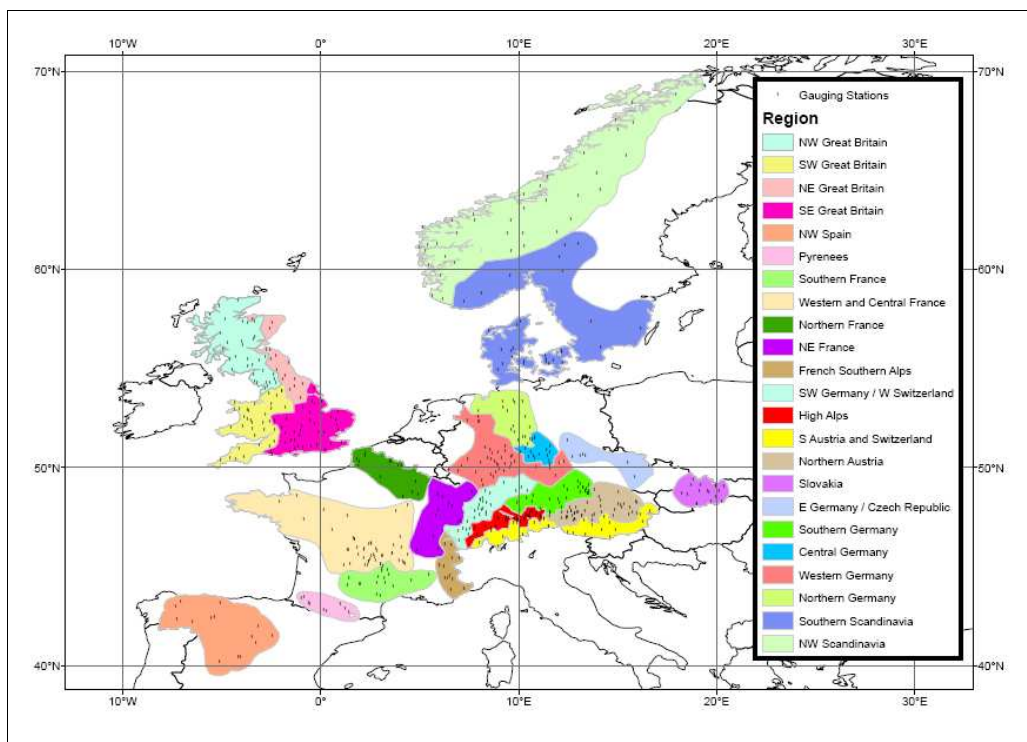 10°W 0° 10°E 20°E 30°E
70°N 70°N
Gauging Stations
Region
NW Great Britain
SW Great Britain
NE Great Britain
SE Great Britain
NW Spain
Pyrenees
Southern France
Western and Central France
Northern France
NE France
French Southern Alps
SW Germany / W Switzerland
High Alps
S Austria and Switzerland
Northern Austria
Slovakia
E Germany / Czech Republic
Southern Germany
Central Germany
Western Germany
Northern Germany
Southern Scandinavia
NW Scandinavia
60°N 60°N
50°N 50°N
40°N 40°N
10°W 0° 10°E 20°E 30°E